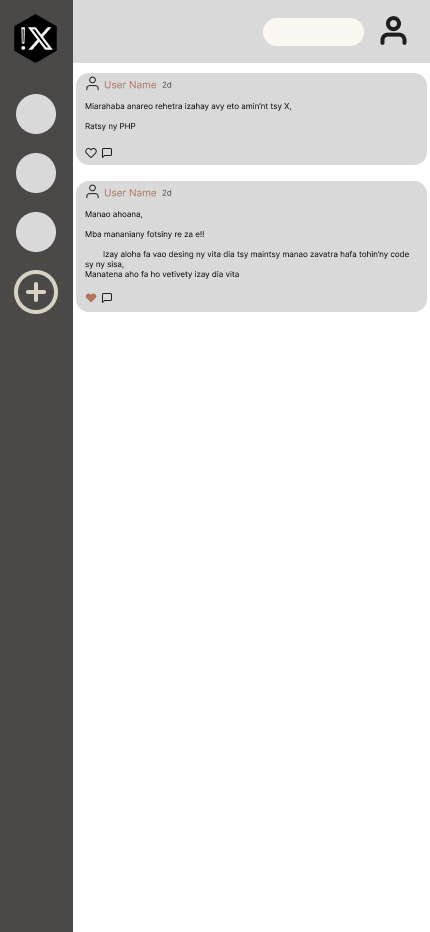 !X
User Name 2d
Miarahaba anareo rehetra izahay avy eto amin'nt tsy X,
Ratsy ny PHP
User Name 2d
Manao ahoana,
Mba mananiany fotsiny re za e!!
Izay aloha fa vao desing ny vita dia tsy maintsy manao zavatra hafa tohin'ny code
sy ny sisa,
Manatena aho fa ho vetivety izay dia vita